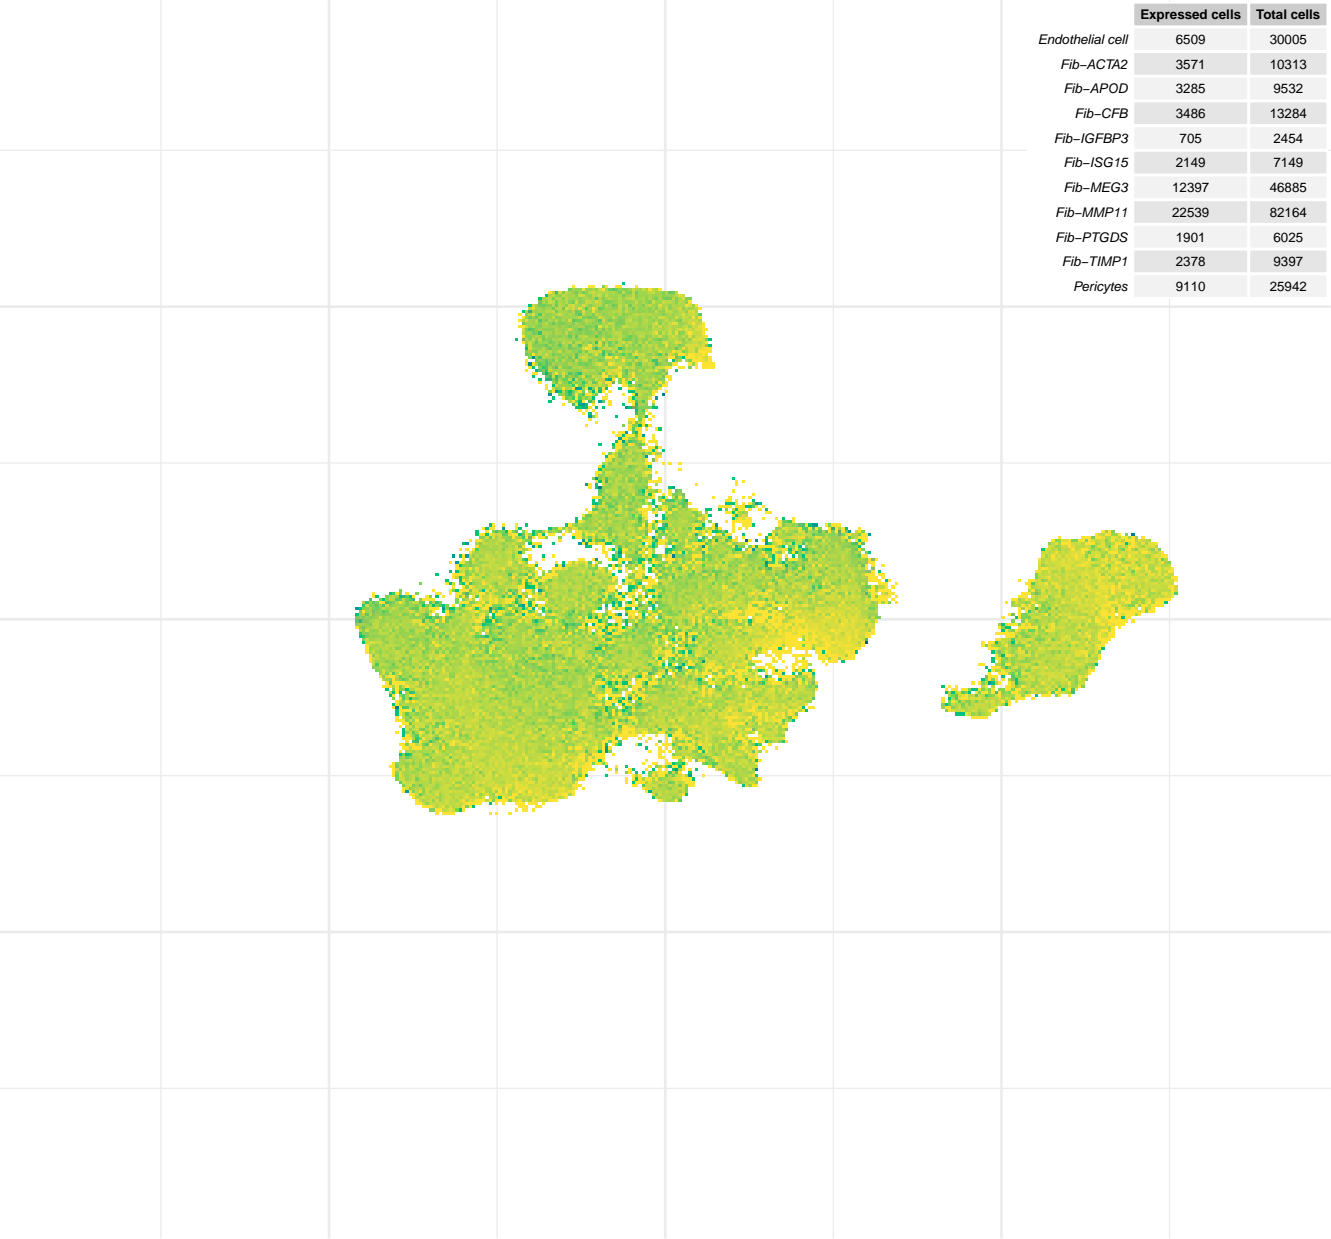 Expressed cells Total cells
Endothelial cell 6509 30005
Fib−ACTA2 3571 10313
Fib−APOD 3285 9532
Fib−CFB 3486 13284
Fib−IGFBP3 705 2454
Fib−ISG15 2149 7149
Fib−MEG3 12397 46885
Fib−MMP11 22539 82164
Fib−PTGDS 1901 6025
Fib−TIMP1 2378 9397
Pericytes 9110 25942